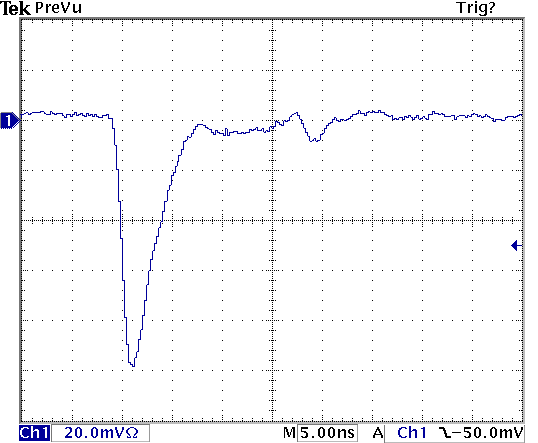 Tek PreVu Trig?
1
Ch1 20.0mVΩ M 5.00ns A Ch1 ㄟ -50.0mV